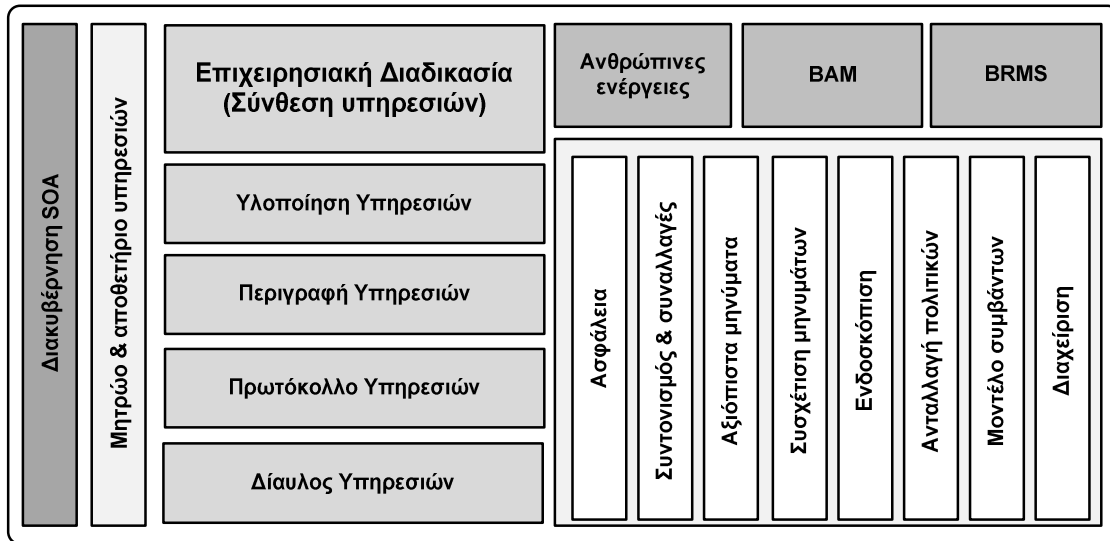 Διακυβέρνηση SOA
Μητρώο & αποθετήριο υπηρεσιών
Επιχειρησιακή Διαδικασία
(Σύνθεση υπηρεσιών)
Υλοποίηση Υπηρεσιών
Περιγραφή Υπηρεσιών
Πρωτόκολλο Υπηρεσιών
Δίαυλος Υπηρεσιών
Ανθρώπινες
ενέργειες
BAM
BRMS
Ασφάλεια
Συντονισμός & συναλλαγές
Αξιόπιστα μηνύματα
Συσχέτιση μηνυμάτων
Ενδοσκόπιση
Ανταλλαγή πολιτικών
Μοντέλο συμβάντων
Διαχείριση